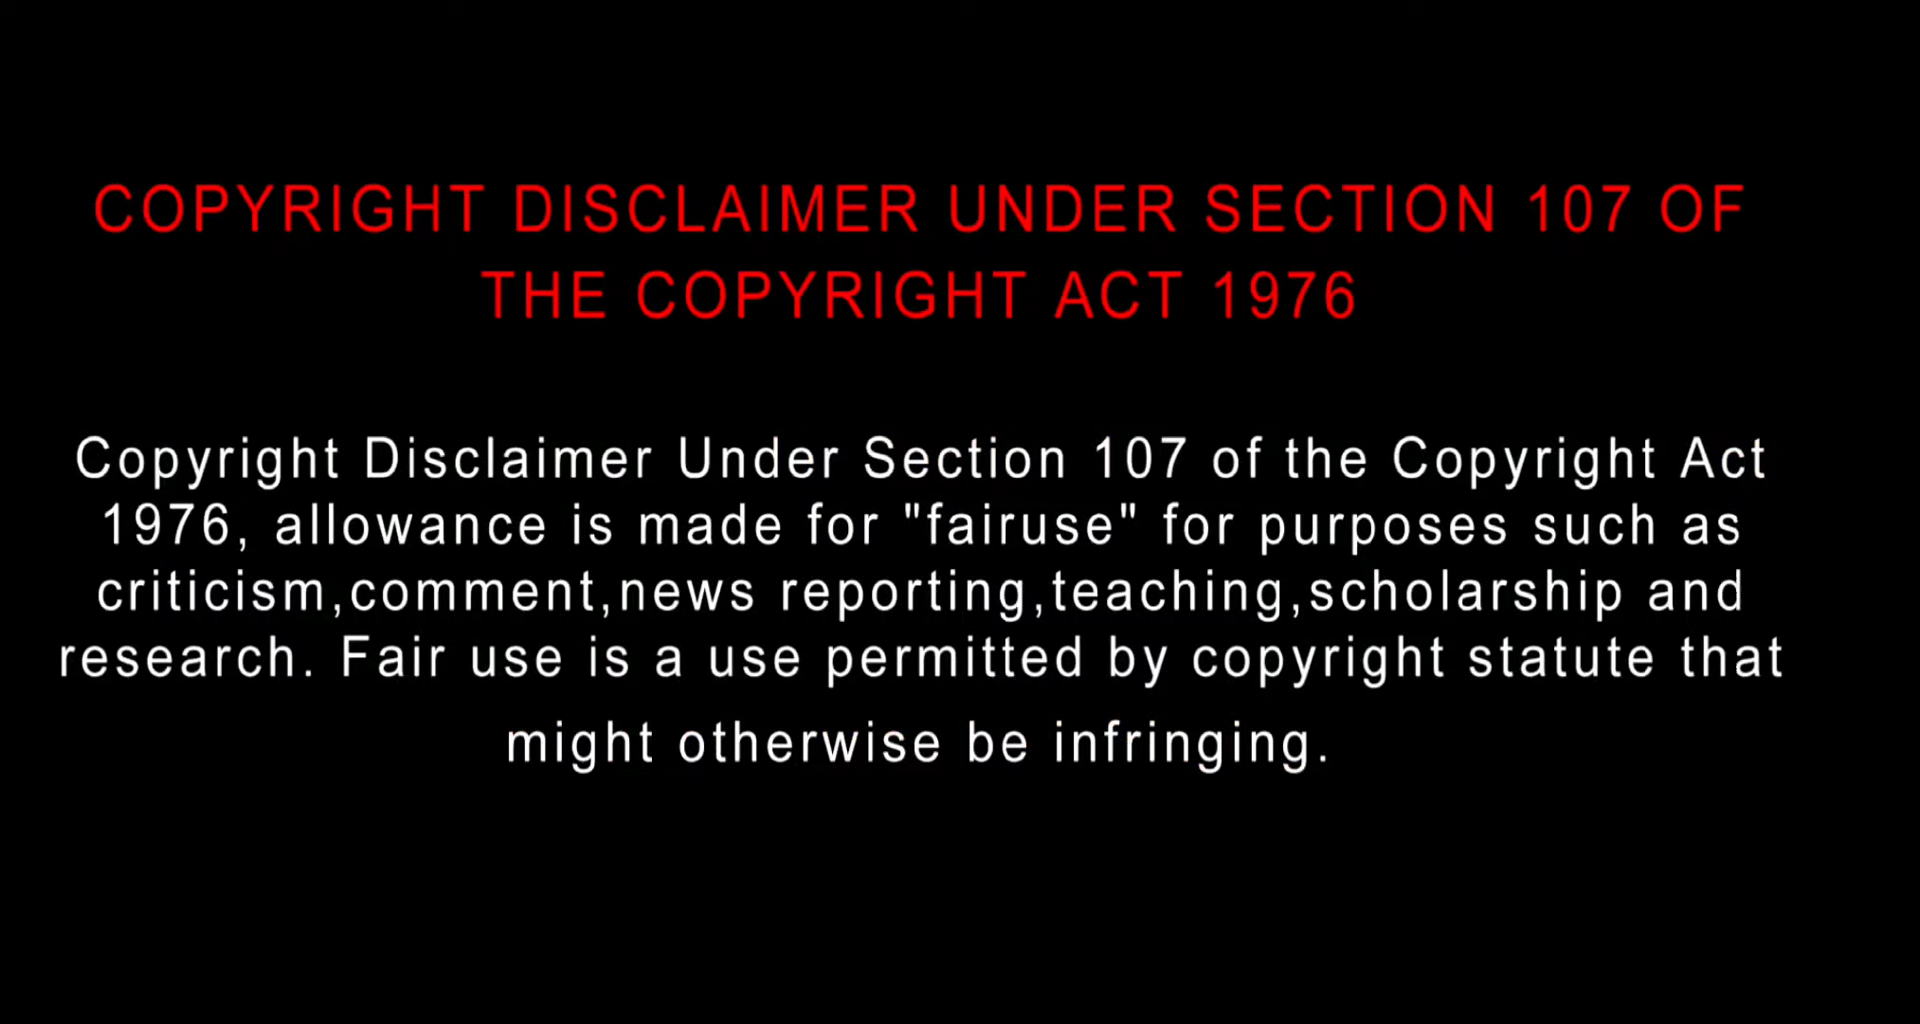 COPYRIGHT DISCLAIMER UNDER SECTION 107 OF
THE COPYRIGHT ACT 1976
Copyright Disclaimer Under Section 107 of the Copyright Act
1976, allowance is made for "fairuse" for purposes such as
criticism,comment,news reporting,teaching,scholarship and
research. Fair use is a use permitted by copyright statute that
might otherwise be infringing.